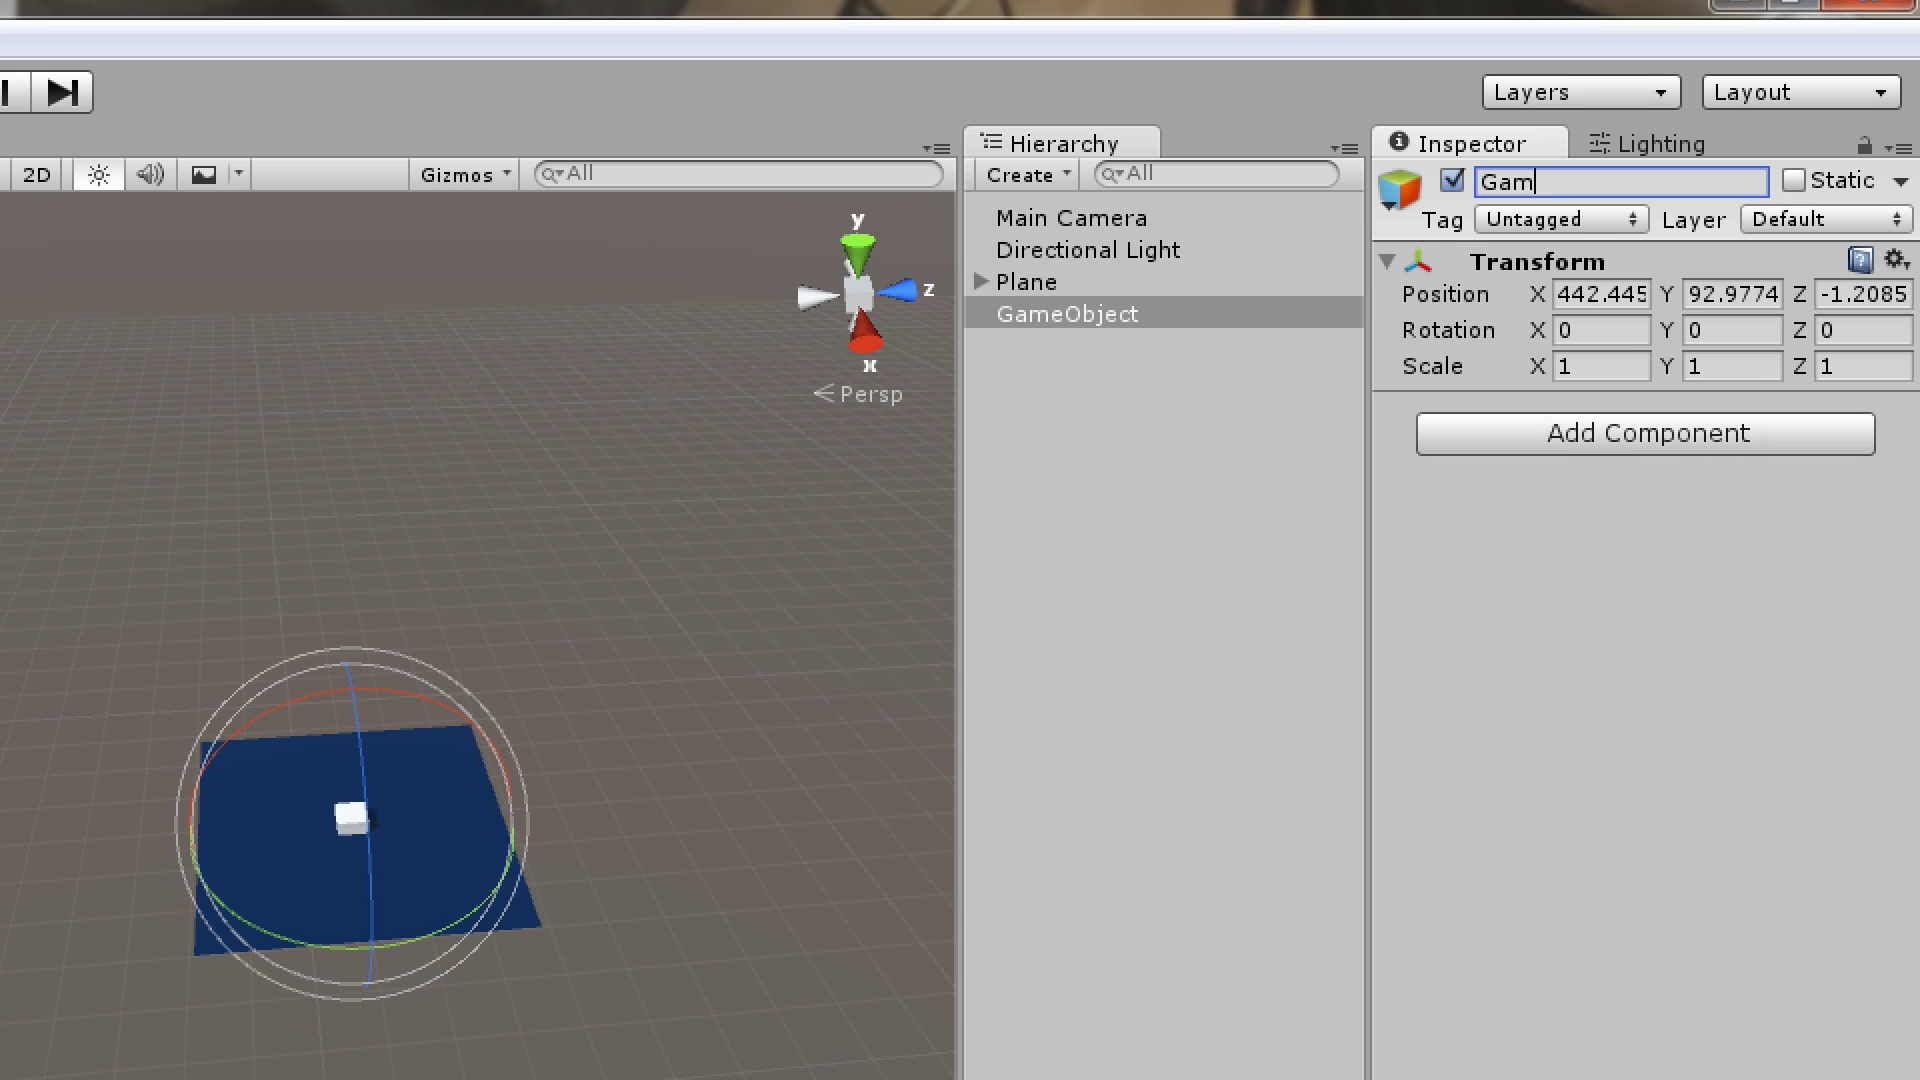 Layers
Layout
Hierarchy
Inspector
Lighting
2D
Gizmos
All
Create
All
Gam
Static
Tag
Untagged
Layer
Default
Main Camera
Directional Light
Plane
GameObject
Transform
Position X 442.445 Y 92.9774 Z -1.2085
Rotation X 0 Y 0 Z 0
Scale X 1 Y 1 Z 1
Add Component
y
z
x
Persp